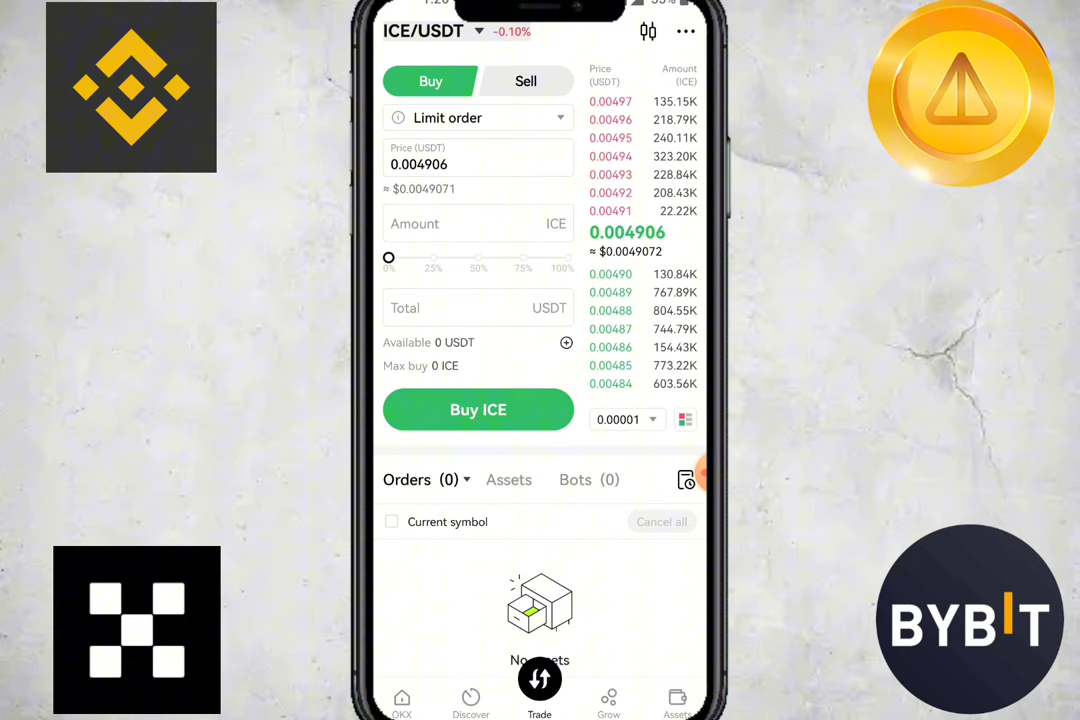 ICE/USDT -0.10%
Buy Sell
Limit order
Price (USDT)
0.004906
≈ $0.0049071
Amount ICE
0% 25% 50% 75% 100%
Total USDT
Available 0 USDT
Max buy 0 ICE
Buy ICE
Price Amount
(USDT) (ICE)
0.00497 135.15K
0.00496 218.79K
0.00495 240.11K
0.00494 323.20K
0.00493 228.84K
0.00492 208.43K
0.00491 22.22K
0.004906
≈ $0.0049072
0.00490 130.84K
0.00489 767.89K
0.00488 804.55K
0.00487 744.79K
0.00486 154.43K
0.00485 773.22K
0.00484 603.56K
0.00001
Orders (0) Assets Bots (0)
Current symbol Cancel all
OKX Discover Trade Grow Assets
BYBIT